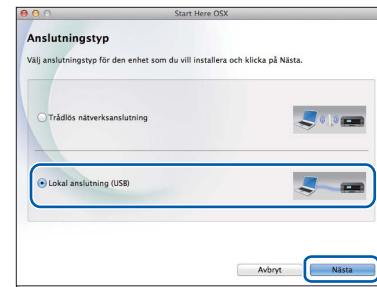 Start Here OSX
Anslutningstyp
Välj anslutningstyp för den enhet som du vill installera och klicka på Nästa.
Trådlös nätverksanslutning
Lokal anslutning (USB)
Avbryt
Nästa